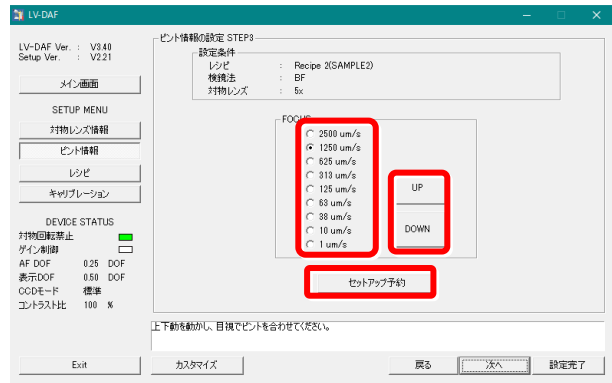 LV-DAF
LV-DAF Ver. : V3.40
Setup Ver. : V2.21
メイン画面
SETUP MENU
対物レンズ情報
ピント情報
レシピ
キャリブレーション
DEVICE STATUS
対物回転禁止
ゲイン制御
AF DOF 0.25 DOF
表示DOF 0.50 DOF
CCDモード 標準
コントラスト比 100 %
Exit
ピント情報の設定 STEP3
設定条件
レシピ : Recipe 2(SAMPLE2)
検鏡法 : BF
対物レンズ : 5x
FOCUS
2500 um/s
1250 um/s
625 um/s
313 um/s
125 um/s
63 um/s
38 um/s
10 um/s
1 um/s
UP
DOWN
セットアップ予約
上下動を動かし、目視でピントを合わせてください。
カスタマイズ
戻る
次へ
設定完了